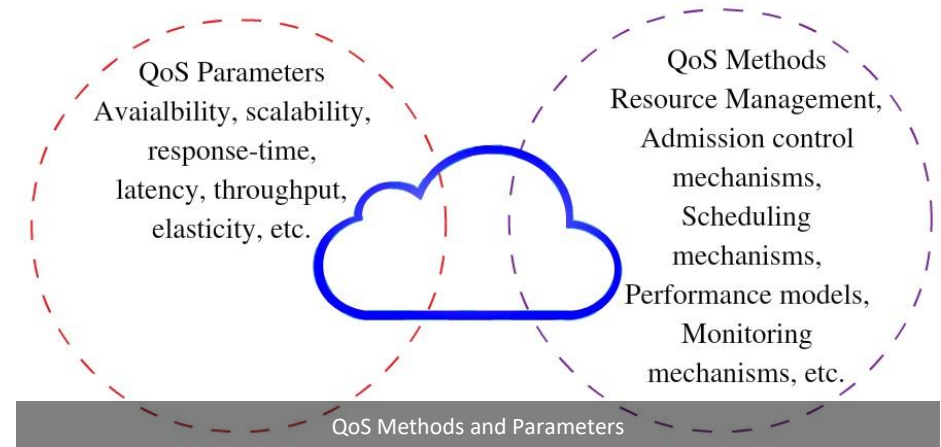 QoS Parameters
Avaialbility, scalability,
response-time,
latency, throughput,
elasticity, etc.
QoS Methods
Resource Management,
Admission control
mechanisms,
Scheduling
mechanisms,
Performance models,
Monitoring
mechanisms, etc.
QoS Methods and Parameters